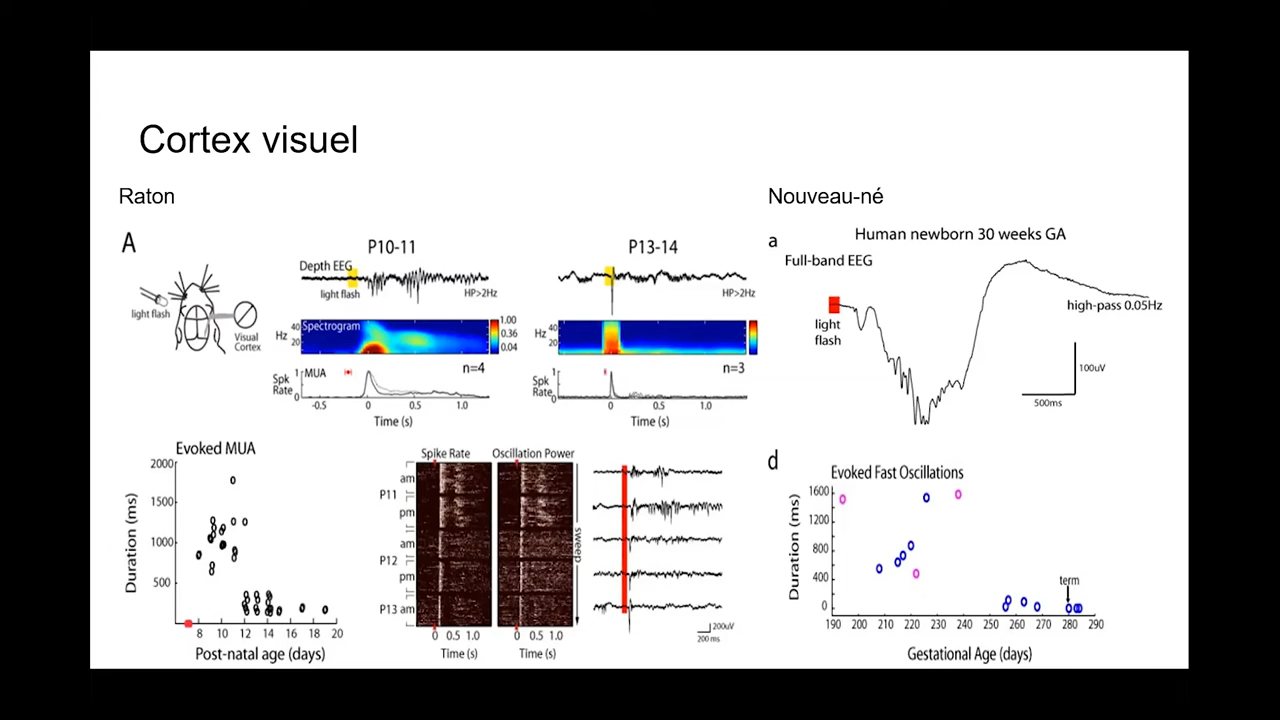 Cortex visuel
Raton
Nouveau-né
A
P10-11
P13-14
Depth EEG
light flash
HP>2Hz
HP>2Hz
light flash
Visual
Cortex
Hz
40
20
Spectrogram
1.00
0.36
0.04
Hz
40
20
n=4
n=3
Spk
Rate
1
0
MUA
-0.5 0 0.5 1.0
Time (s)
Spk
Rate
1
0
0 0.5 1.0
Time (s)
a
Human newborn 30 weeks GA
Full-band EEG
high-pass 0.05Hz
light
flash
100uV
500ms
Evoked MUA
Duration (ms)
2000
1500
1000
500
8 10 12 14 16 18 20
Post-natal age (days)
Spike Rate
Oscillation Power
P11
am
pm
P12
am
pm
P13 am
sweep
0 0.5 1.0
0 0.5 1.0
Time (s)
Time (s)
200uV
200 ms
d
Evoked Fast Oscillations
Duration (ms)
1600
1200
800
400
0
term
190 200 210 220 230 240 250 260 270 280 290
Gestational Age (days)